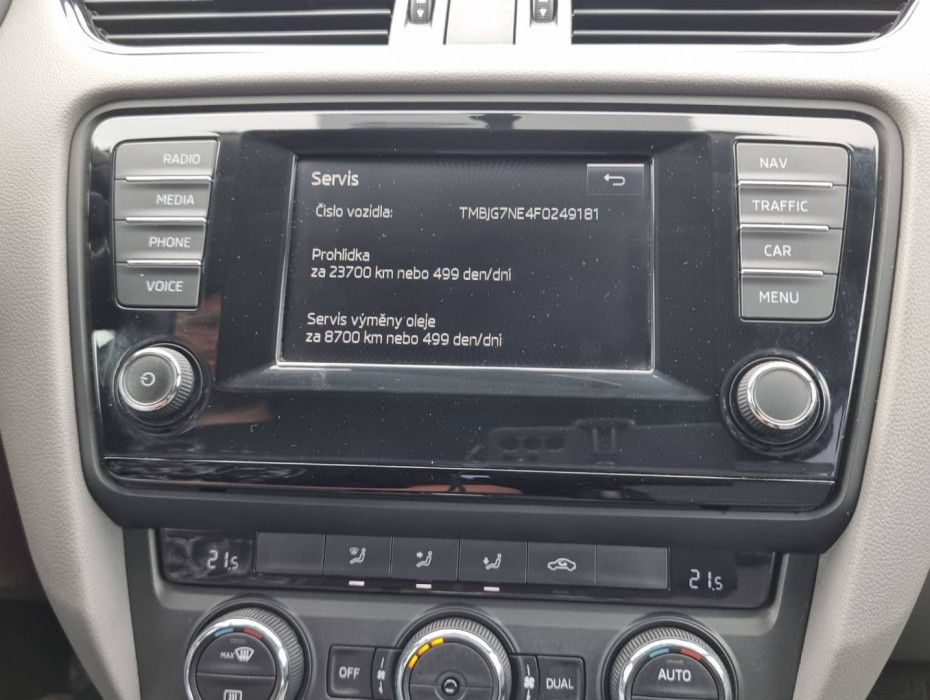 RADIO
MEDIA
PHONE
VOICE
Servis
Číslo vozidla: TMBJG7NE4F0249181
Prohlídka
za 23700 km nebo 499 den/dní
Servis výměny oleje
za 8700 km nebo 499 den/dní
NAV
TRAFFIC
CAR
MENU
21.5
21.5
MAX
OFF
DUAL
AUTO